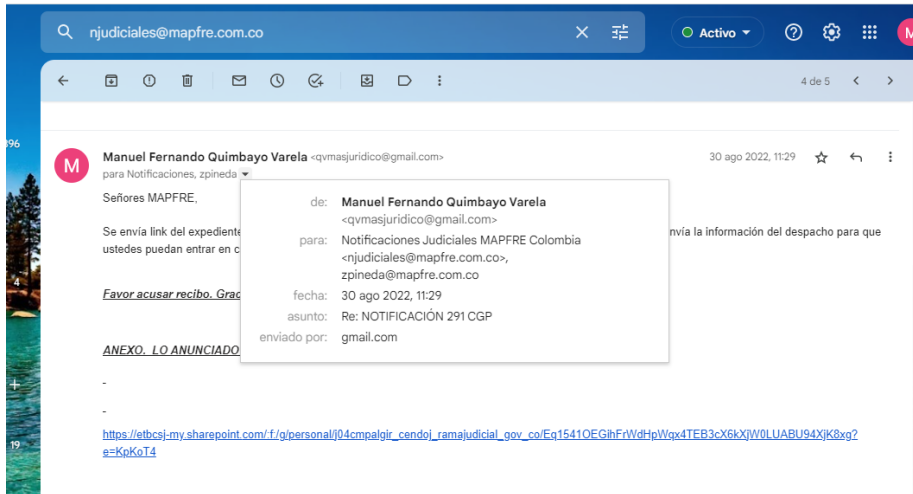 njudiciales@mapfre.com.co
Activo
4 de 5
396
M
Manuel Fernando Quimbayo Varela <qvmasjuridico@gmail.com>
30 ago 2022, 11:29
para Notificaciones, zpineda
Señores MAPFRE,
de: Manuel Fernando Quimbayo Varela
<qvmasjuridico@gmail.com>
Se envía link del expediente
nvía la información del despacho para que
para: Notificaciones Judiciales MAPFRE Colombia
ustedes puedan entrar en c
<njudiciales@mapfre.com.co>,
zpineda@mapfre.com.co
4
Favor acusar recibo. Grac
fecha: 30 ago 2022, 11:29
asunto: Re: NOTIFICACIÓN 291 CGP
enviado por: gmail.com
ANEXO. LO ANUNCIADO
-
-
19
https://etbcsj-my.sharepoint.com/:f:/g/personal/j04cmpalgir_cendoj_ramajudicial_gov_co/Eq1541OEGihFrWdHpWqx4TEB3cX6kXjW0LUABU94XjK8xg?
e=KpKoT4